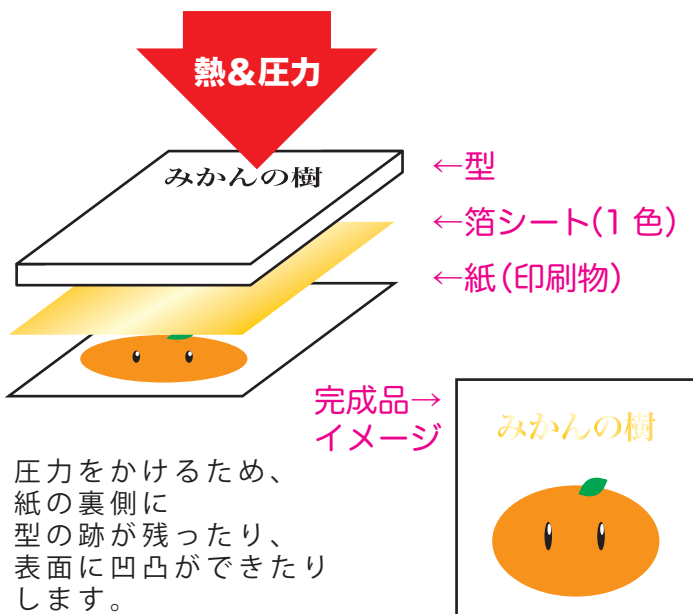 熱&圧力
みかんの樹
←型
←箔シート(1色)
←紙(印刷物)
完成品→
イメージ
みかんの樹
圧力をかけるため、
紙の裏側に
型の跡が残ったり、
表面に凹凸ができたり
します。